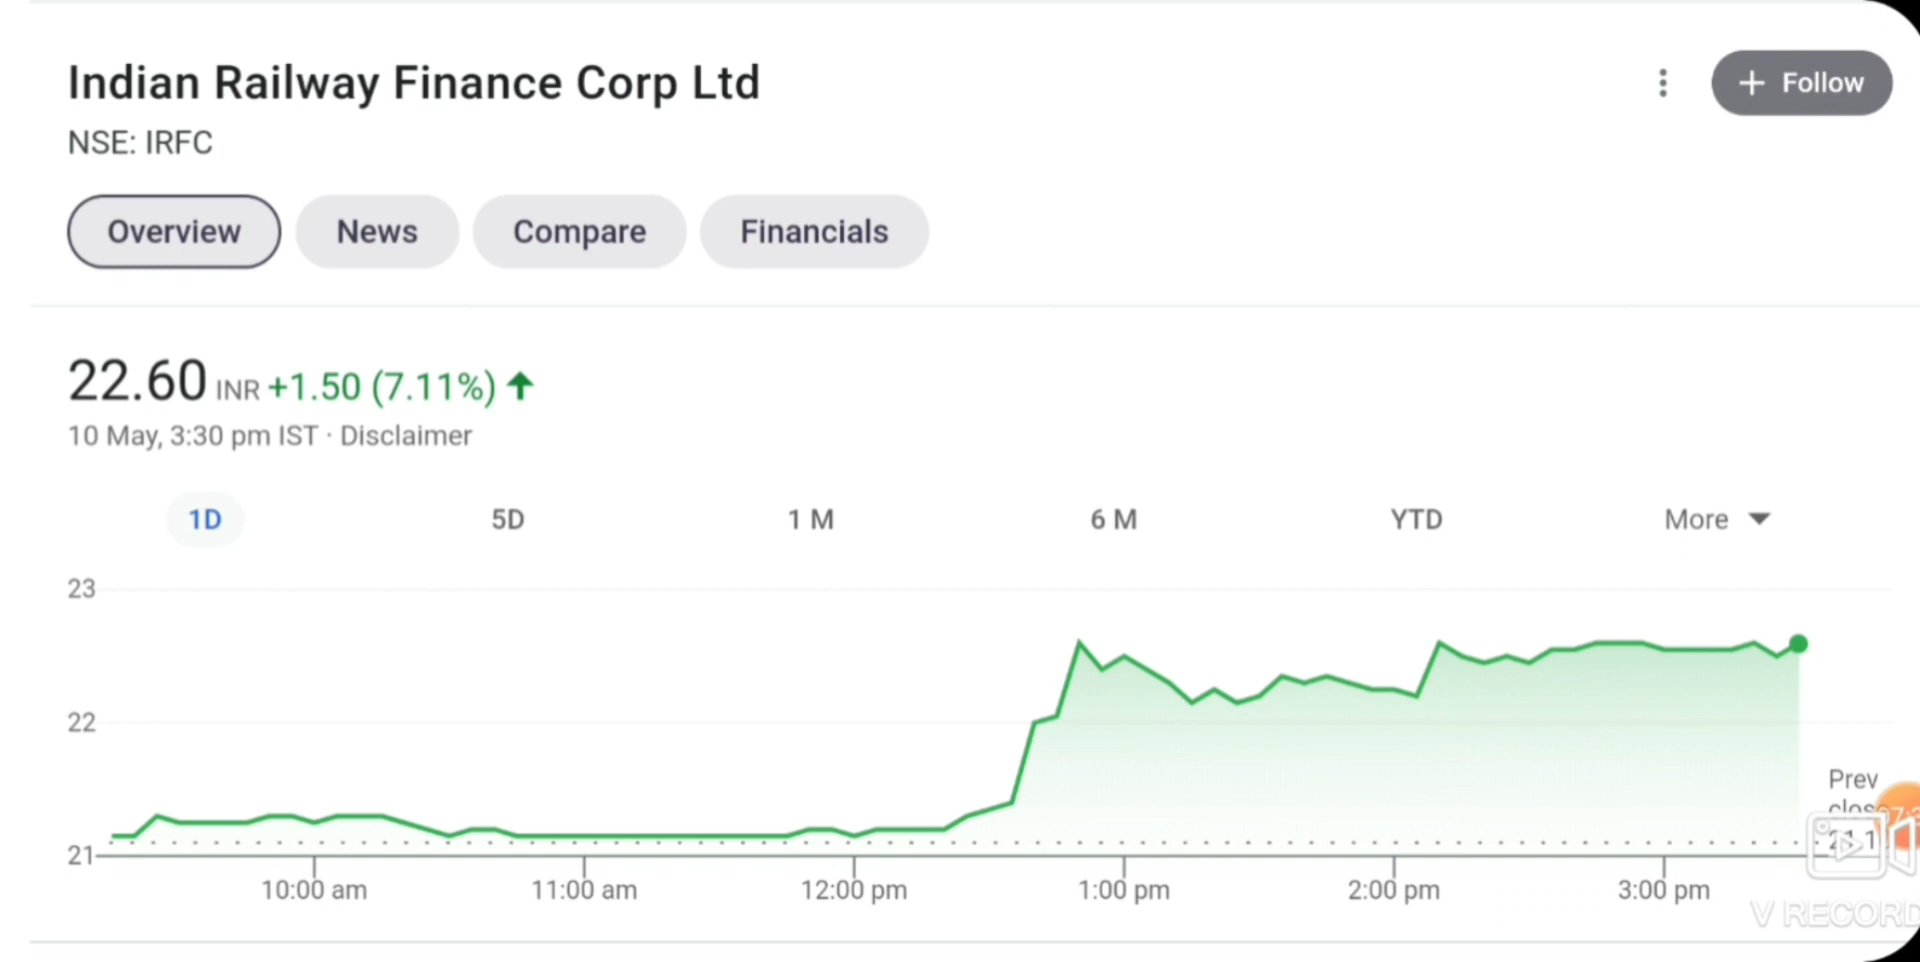 Indian Railway Finance Corp Ltd
+ Follow
NSE: IRFC
Overview News Compare Financials
22.60 INR +1.50 (7.11%)
10 May, 3:30 pm IST · Disclaimer
1D 5D 1 M 6 M YTD More
23
22
Prev
21
10:00 am 11:00 am 12:00 pm 1:00 pm 2:00 pm 3:00 pm
V RECORD